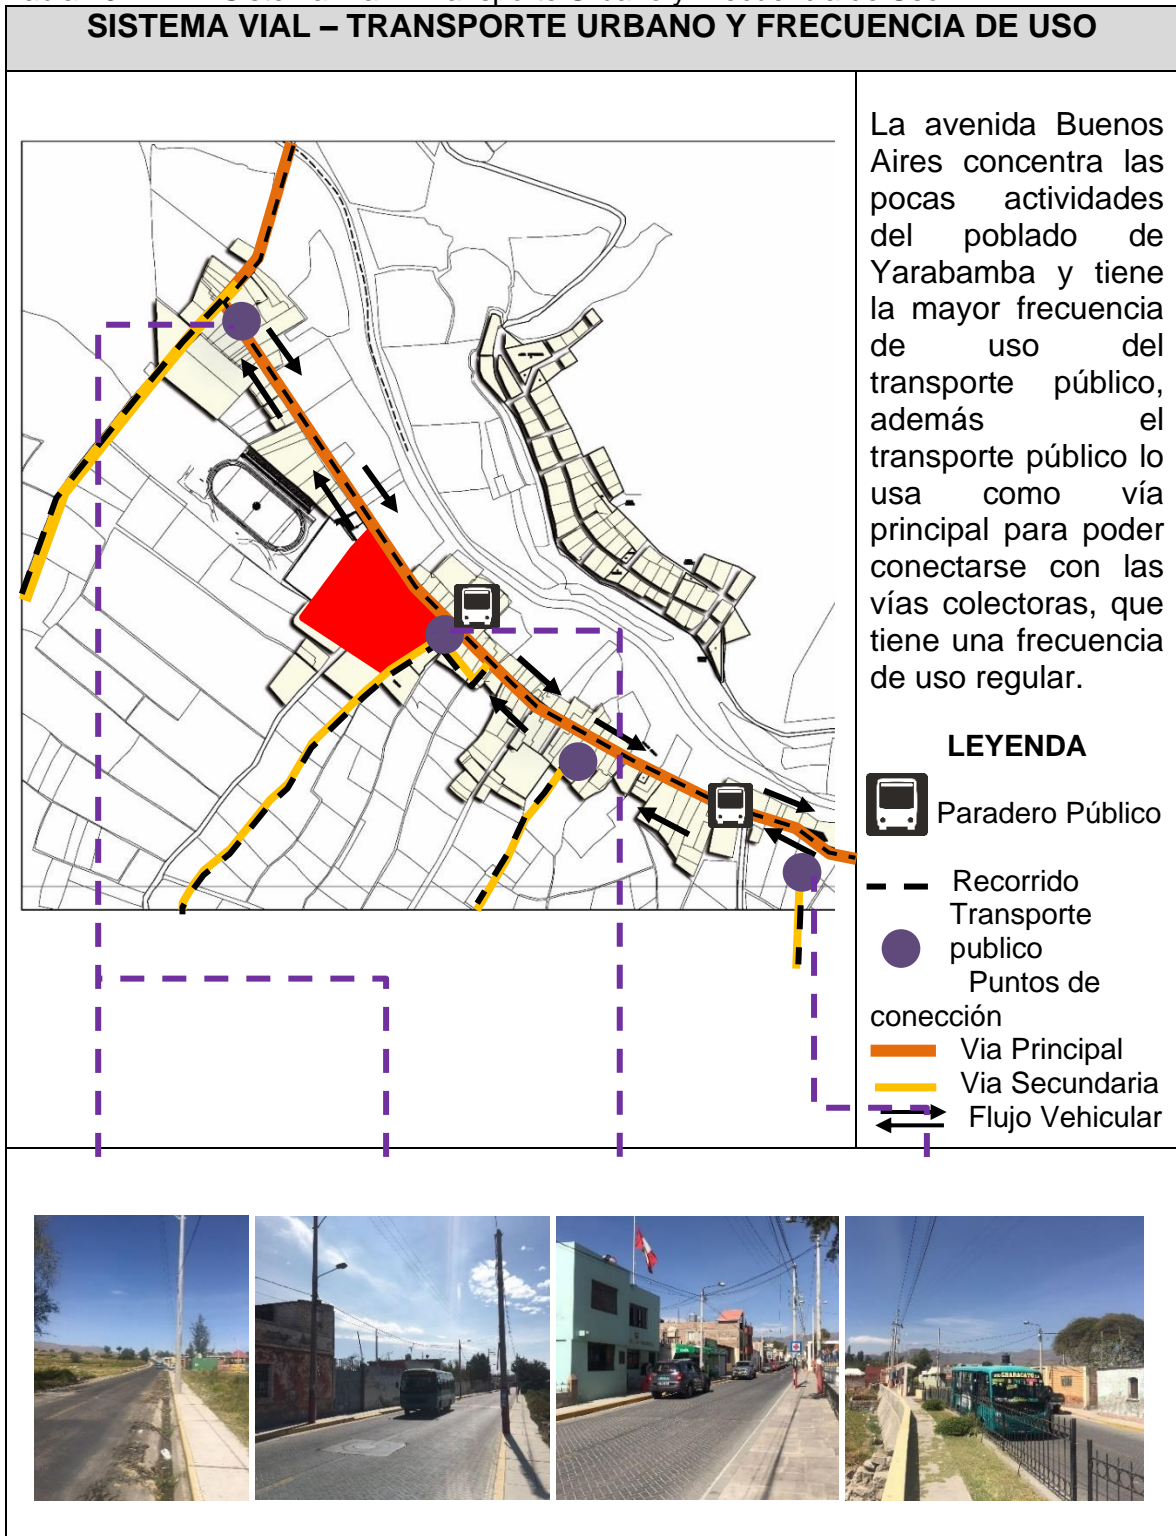 SISTEMA VIAL – TRANSPORTE URBANO Y FRECUENCIA DE USO
La avenida Buenos
Aires concentra las
pocas actividades
del poblado de
Yarabamba y tiene
la mayor frecuencia
de uso del
transporte público,
además el
transporte público lo
usa como vía
principal para poder
conectarse con las
vías colectoras, que
tiene una frecuencia
de uso regular.
LEYENDA
Paradero Público
Recorrido
Transporte
publico
Puntos de
conección
Via Principal
Via Secundaria
Flujo Vehicular
CHARACATO